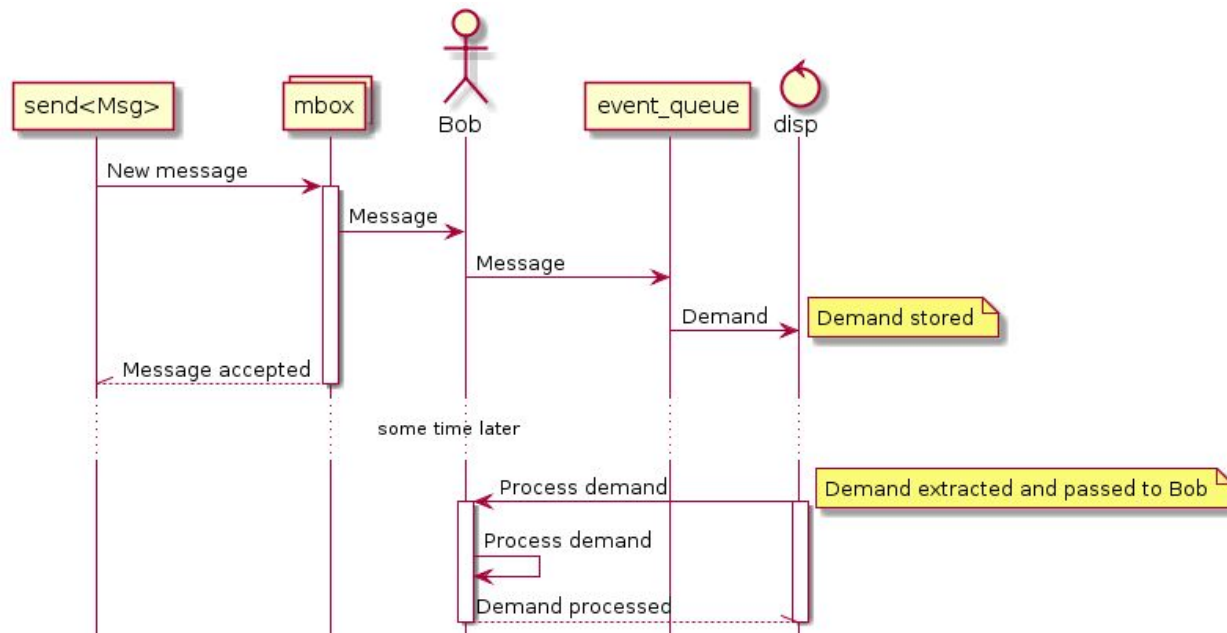 send<Msg>
mbox
Bob
event_queue
disp
New message
Message
Message
Demand
Demand stored
Message accepted
some time later
Process demand
Demand extracted and passed to Bob
Process demand
Demand processed